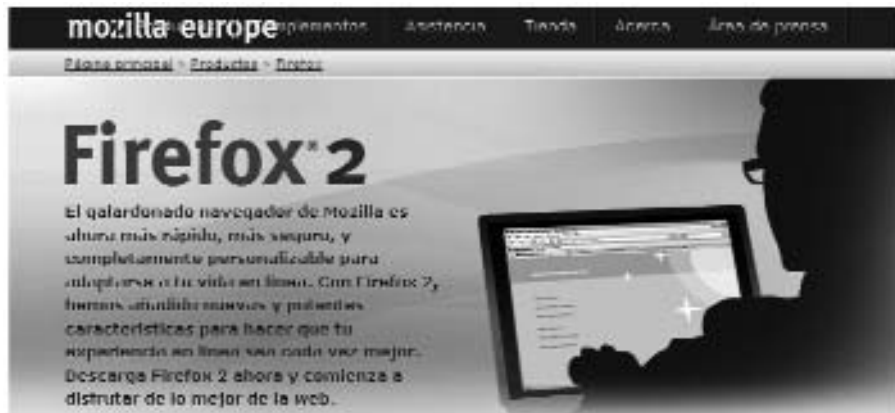 mozilla europe Asistencia Tienda Acerca Área de prensa
Página principal > Productos > Firefox
Firefox 2
El galardonado navegador de Mozilla es
ahora más rápido, más seguro, y
completamente personalizable para
adaptarse a tu vida en línea. Con Firefox 2,
hemos añadido nuevas y potentes
características para hacer que tu
experiencia en línea sea cada vez mejor.
Descarga Firefox 2 ahora y comienza a
disfrutar de lo mejor de la web.